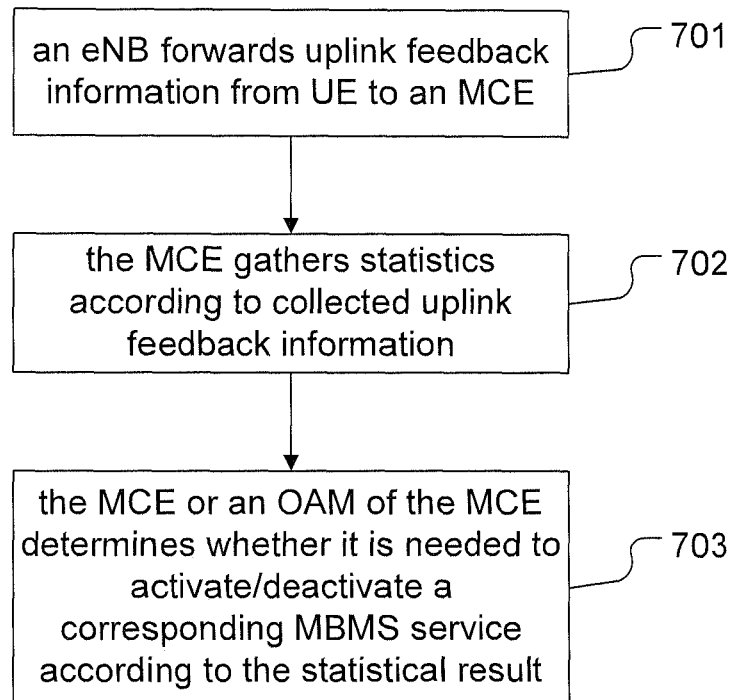 an eNB forwards uplink feedback
information from UE to an MCE
701
the MCE gathers statistics
according to collected uplink
feedback information
702
the MCE or an OAM of the MCE
determines whether it is needed to
activate/deactivate a
corresponding MBMS service
according to the statistical result
703